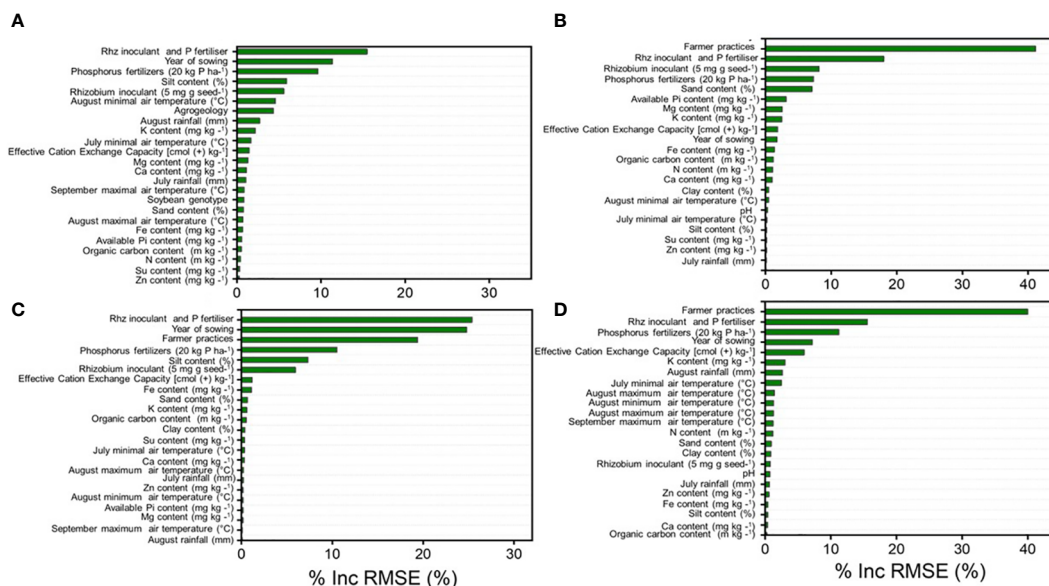 A
Rhz inoculant and P fertiliser
Year of sowing
Phosphorus fertilizers (20 kg P ha-¹)
Silt content (%)
Rhizobium inoculant (5 mg g seed-¹)
August minimal air temperature (°C)
Agrogeology
August rainfall (mm)
K content (mg kg -¹)
July minimal air temperature (°C)
Effective Cation Exchange Capacity [cmol (+) kg-¹]
Mg content (mg kg -¹)
Ca content (mg kg -¹)
July rainfall (mm)
September maximal air temperature (°C)
Soybean genotype
Sand content (%)
August maximal air temperature (°C)
Fe content (mg kg -¹)
Available Pi content (mg kg -¹)
Organic carbon content (m kg -¹)
N content (m kg -¹)
Su content (mg kg -¹)
Zn content (mg kg -¹)
0 10 20 30
B
Farmer practices
Rhz inoculant and P fertiliser
Rhizobium inoculant (5 mg g seed-¹)
Phosphorus fertilizers (20 kg P ha-¹)
Sand content (%)
Available Pi content (mg kg -¹)
Mg content (mg kg -¹)
K content (mg kg -¹)
Effective Cation Exchange Capacity [cmol (+) kg-¹]
Year of sowing
Fe content (mg kg -¹)
Organic carbon content (m kg -¹)
N content (m kg -¹)
Ca content (mg kg -¹)
Clay content (%)
August minimal air temperature (°C)
pH
July minimal air temperature (°C)
Silt content (%)
Su content (mg kg -¹)
Zn content (mg kg -¹)
July rainfall (mm)
0 10 20 30 40
C
Rhz inoculant and P fertiliser
Year of sowing
Farmer practices
Phosphorus fertilizers (20 kg P ha-¹)
Silt content (%)
Rhizobium inoculant (5 mg g seed-¹)
Effective Cation Exchange Capacity [cmol (+) kg-¹]
Fe content (mg kg -¹)
Sand content (%)
K content (mg kg -¹)
Organic carbon content (m kg -¹)
Clay content (%)
Su content (mg kg -¹)
July minimal air temperature (°C)
Ca content (mg kg -¹)
August maximum air temperature (°C)
July rainfall (mm)
Zn content (mg kg -¹)
August minimum air temperature (°C)
Available Pi content (mg kg -¹)
Mg content (mg kg -¹)
September maximum air temperature (°C)
August rainfall (mm)
0 10 20 30
% Inc RMSE (%)
D
Farmer practices
Rhz inoculant and P fertiliser
Phosphorus fertilizers (20 kg P ha-¹)
Year of sowing
Effective Cation Exchange Capacity [cmol (+) kg-¹]
K content (mg kg -¹)
August rainfall (mm)
July minimal air temperature (°C)
August maximum air temperature (°C)
August minimum air temperature (°C)
August maximum air temperature (°C)
September maximum air temperature (°C)
N content (m kg -¹)
Sand content (%)
Clay content (%)
Rhizobium inoculant (5 mg g seed-¹)
pH
July rainfall (mm)
Zn content (mg kg -¹)
Fe content (mg kg -¹)
Silt content (%)
Ca content (mg kg -¹)
Organic carbon content (m kg -¹)
0 10 20 30 40
% Inc RMSE (%)